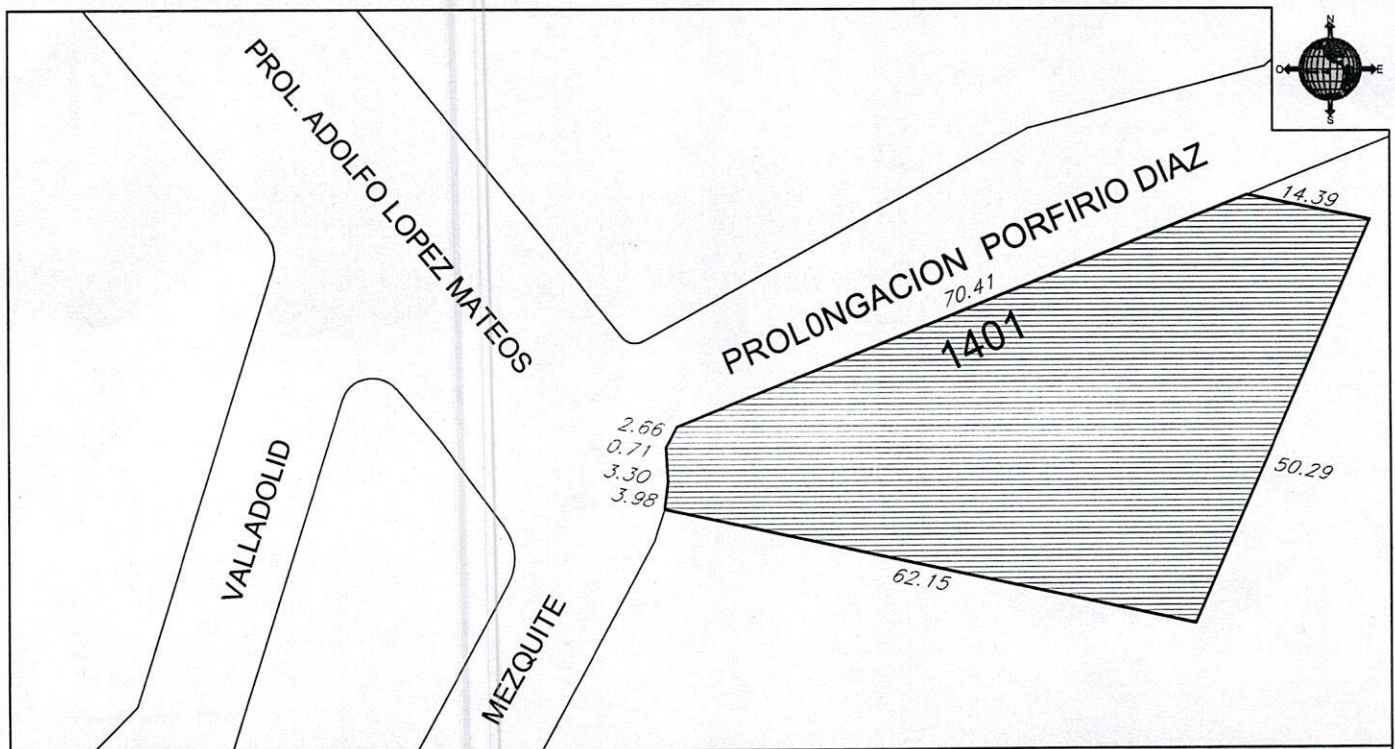 N
O E
S
PROL. ADOLFO LOPEZ MATEOS
PROL0NGACION PORFIRIO DIAZ
14.39
70.41
1401
2.66
0.71
3.30
3.98
50.29
62.15
VALLADOLID
MEZQUITE